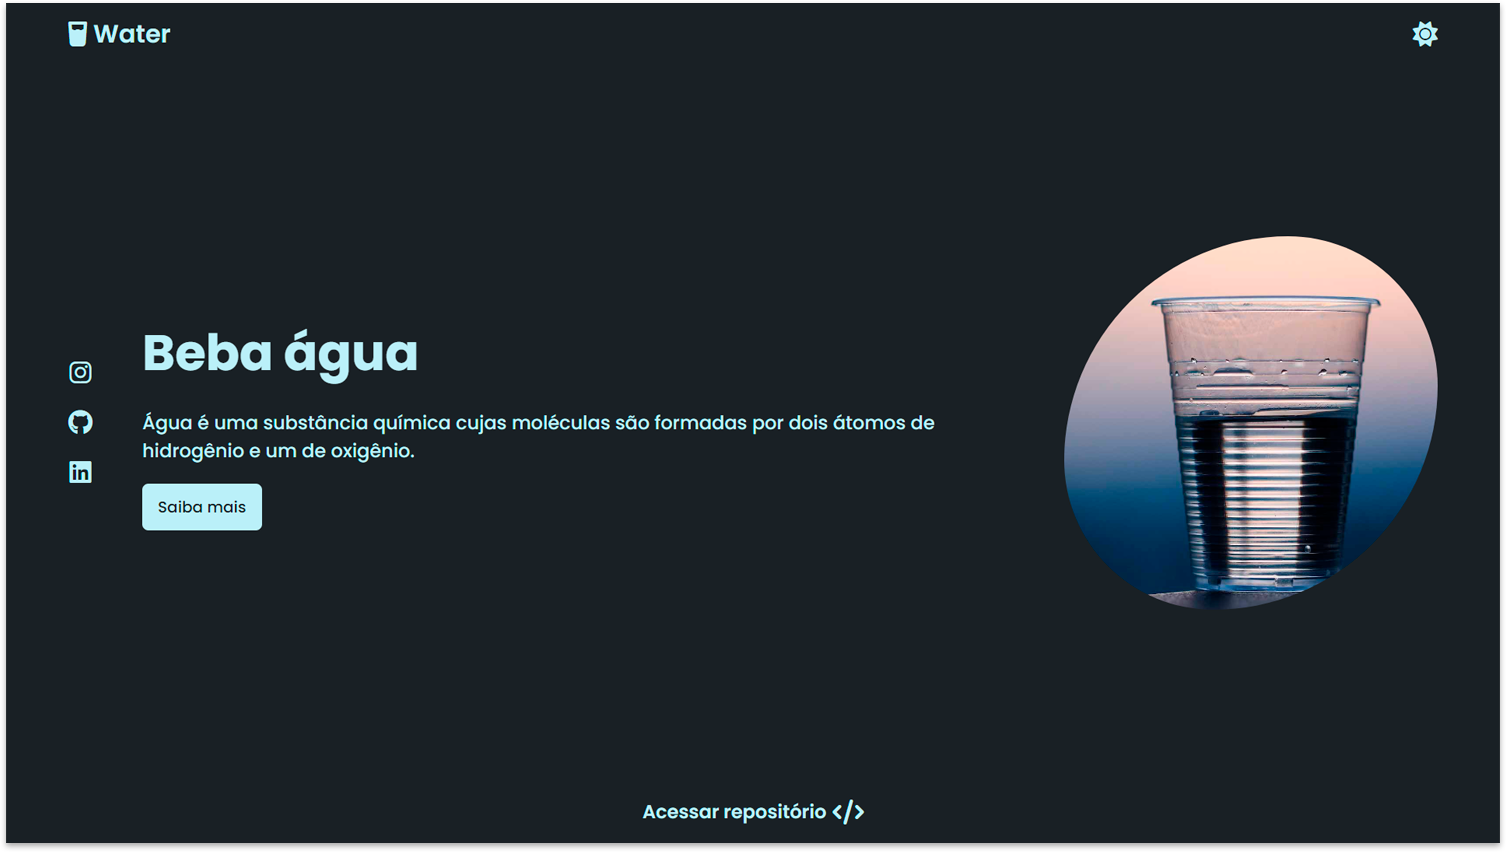 Water
Beba água
Água é uma substância química cujas moléculas são formadas por dois átomos de
hidrogênio e um de oxigênio.
Saiba mais
Acessar repositório </>